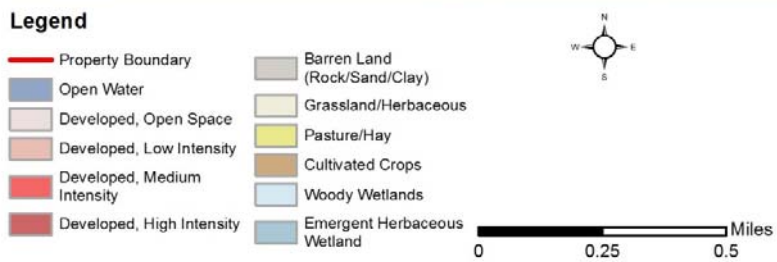 Legend
Property Boundary
Open Water
Developed, Open Space
Developed, Low Intensity
Developed, Medium
Intensity
Developed, High Intensity
Barren Land
(Rock/Sand/Clay)
Grassland/Herbaceous
Pasture/Hay
Cultivated Crops
Woody Wetlands
Emergent Herbaceous
Wetland
N
W E
S
Miles
0 0.25 0.5